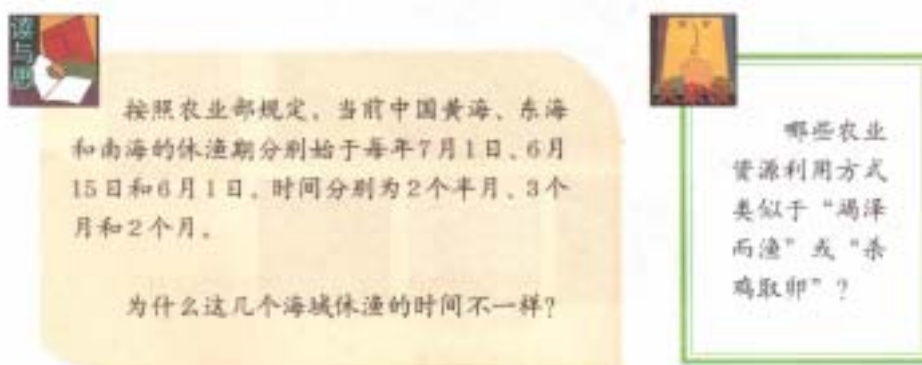 读与思
按照农业部规定，当前中国黄海、东海
和南海的休渔期分别始于每年7月1日、6月
15日和6月1日，时间分别为2个半月、3个
月和2个月。
为什么这几个海域休渔的时间不一样？
哪些农业
资源利用方式
类似于“竭泽
而渔”或“杀
鸡取卵”？